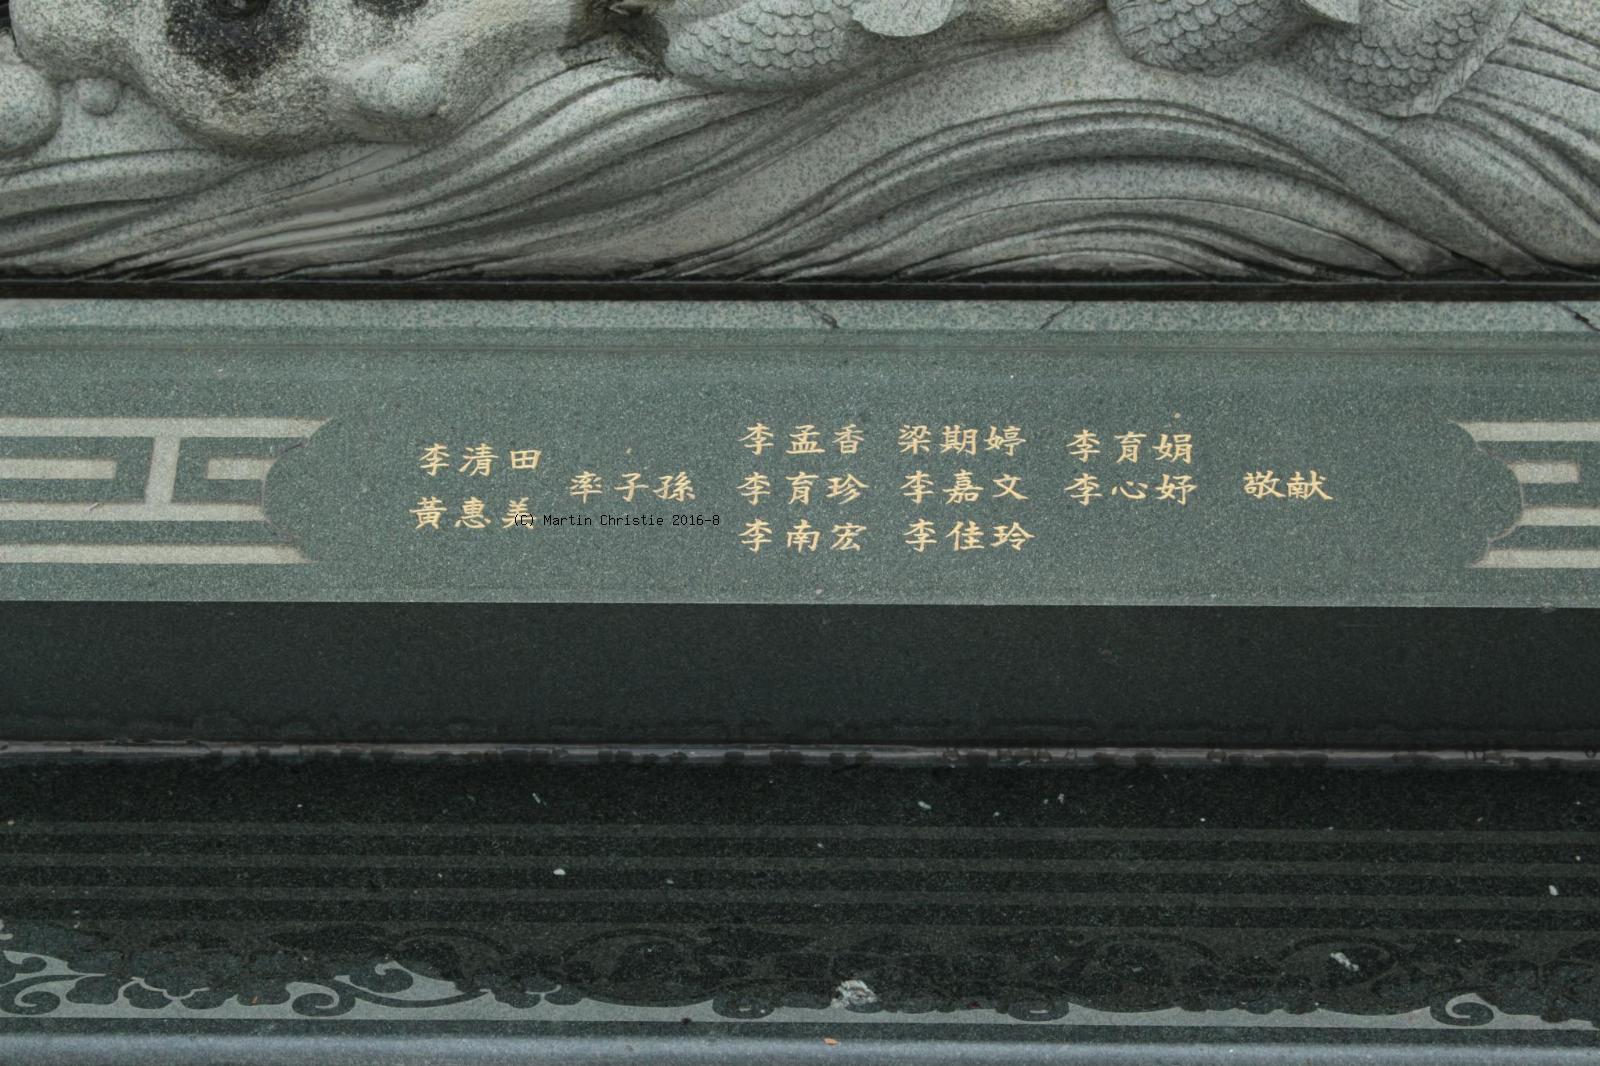 李清田
黃惠美
率子孫
李孟香 梁期婷 李育娟
李育珍 李嘉文 李心妤
李南宏 李佳玲
敬献
(C) Martin Christie 2016-8